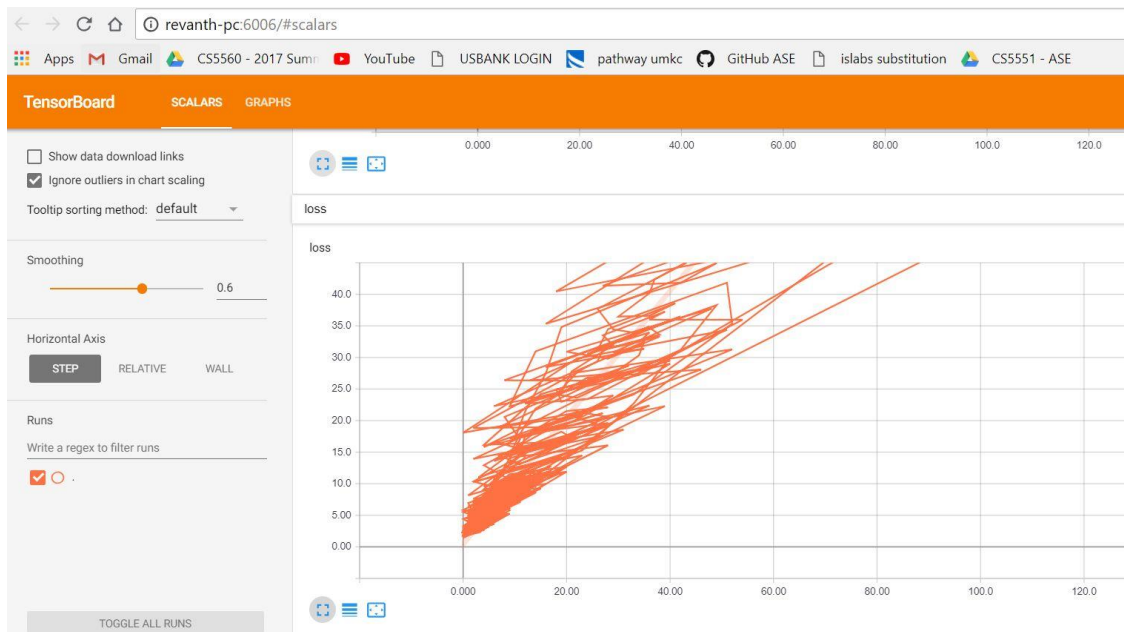 revanth-pc:6006/#scalars
Apps Gmail CS5560 - 2017 Sum YouTube USBANK LOGIN pathway umkc GitHub ASE islabs substitution CS5551 - ASE
TensorBoard SCALARS GRAPHS
Show data download links
Ignore outliers in chart scaling
Tooltip sorting method: default
Smoothing
0.6
Horizontal Axis
STEP RELATIVE WALL
Runs
Write a regex to filter runs
.
TOGGLE ALL RUNS
0.000 20.00 40.00 60.00 80.00 100.0 120.0
loss
loss
40.0
35.0
30.0
25.0
20.0
15.0
10.0
5.00
0.00
0.000 20.00 40.00 60.00 80.00 100.0 120.0